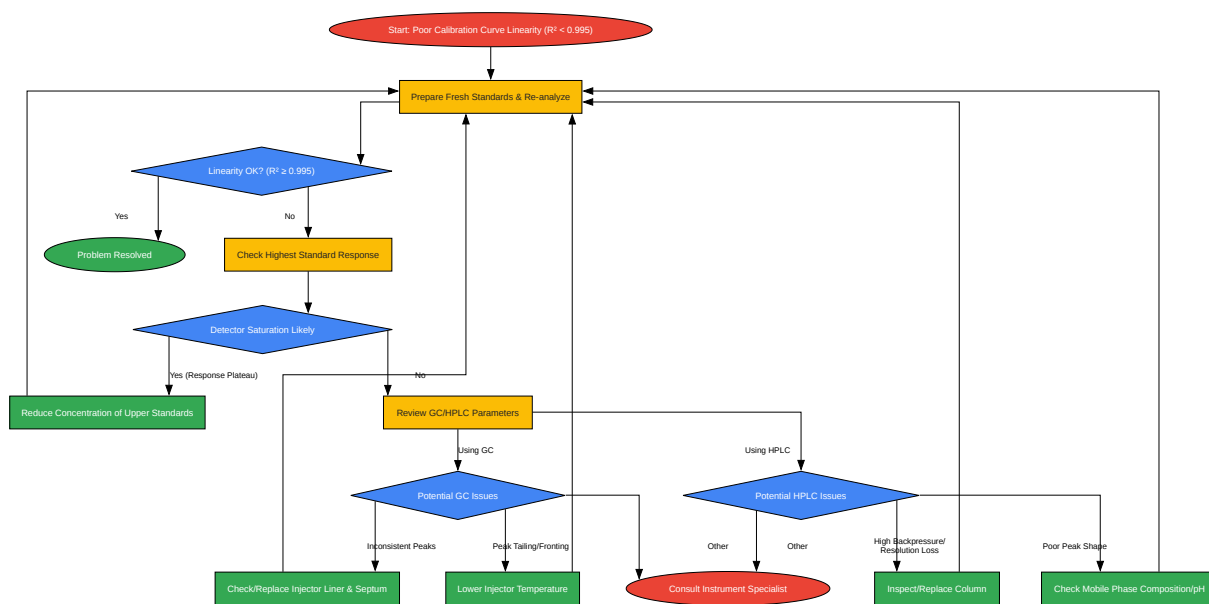 Start: Poor Calibration Curve Linearity (R² < 0.995)
Prepare Fresh Standards & Re-analyze
Linearity OK? (R² ≥ 0.995)
Yes
No
Problem Resolved
Check Highest Standard Response
Detector Saturation Likely
Yes (Response Plateau)
No
Reduce Concentration of Upper Standards
Review GC/HPLC Parameters
Using GC
Using HPLC
Potential GC Issues
Potential HPLC Issues
Inconsistent Peaks
Peak Tailing/Fronting
Other
Other
High Backpressure/
Resolution Loss
Poor Peak Shape
Check/Replace Injector Liner & Septum
Lower Injector Temperature
Consult Instrument Specialist
Inspect/Replace Column
Check Mobile Phase Composition/pH